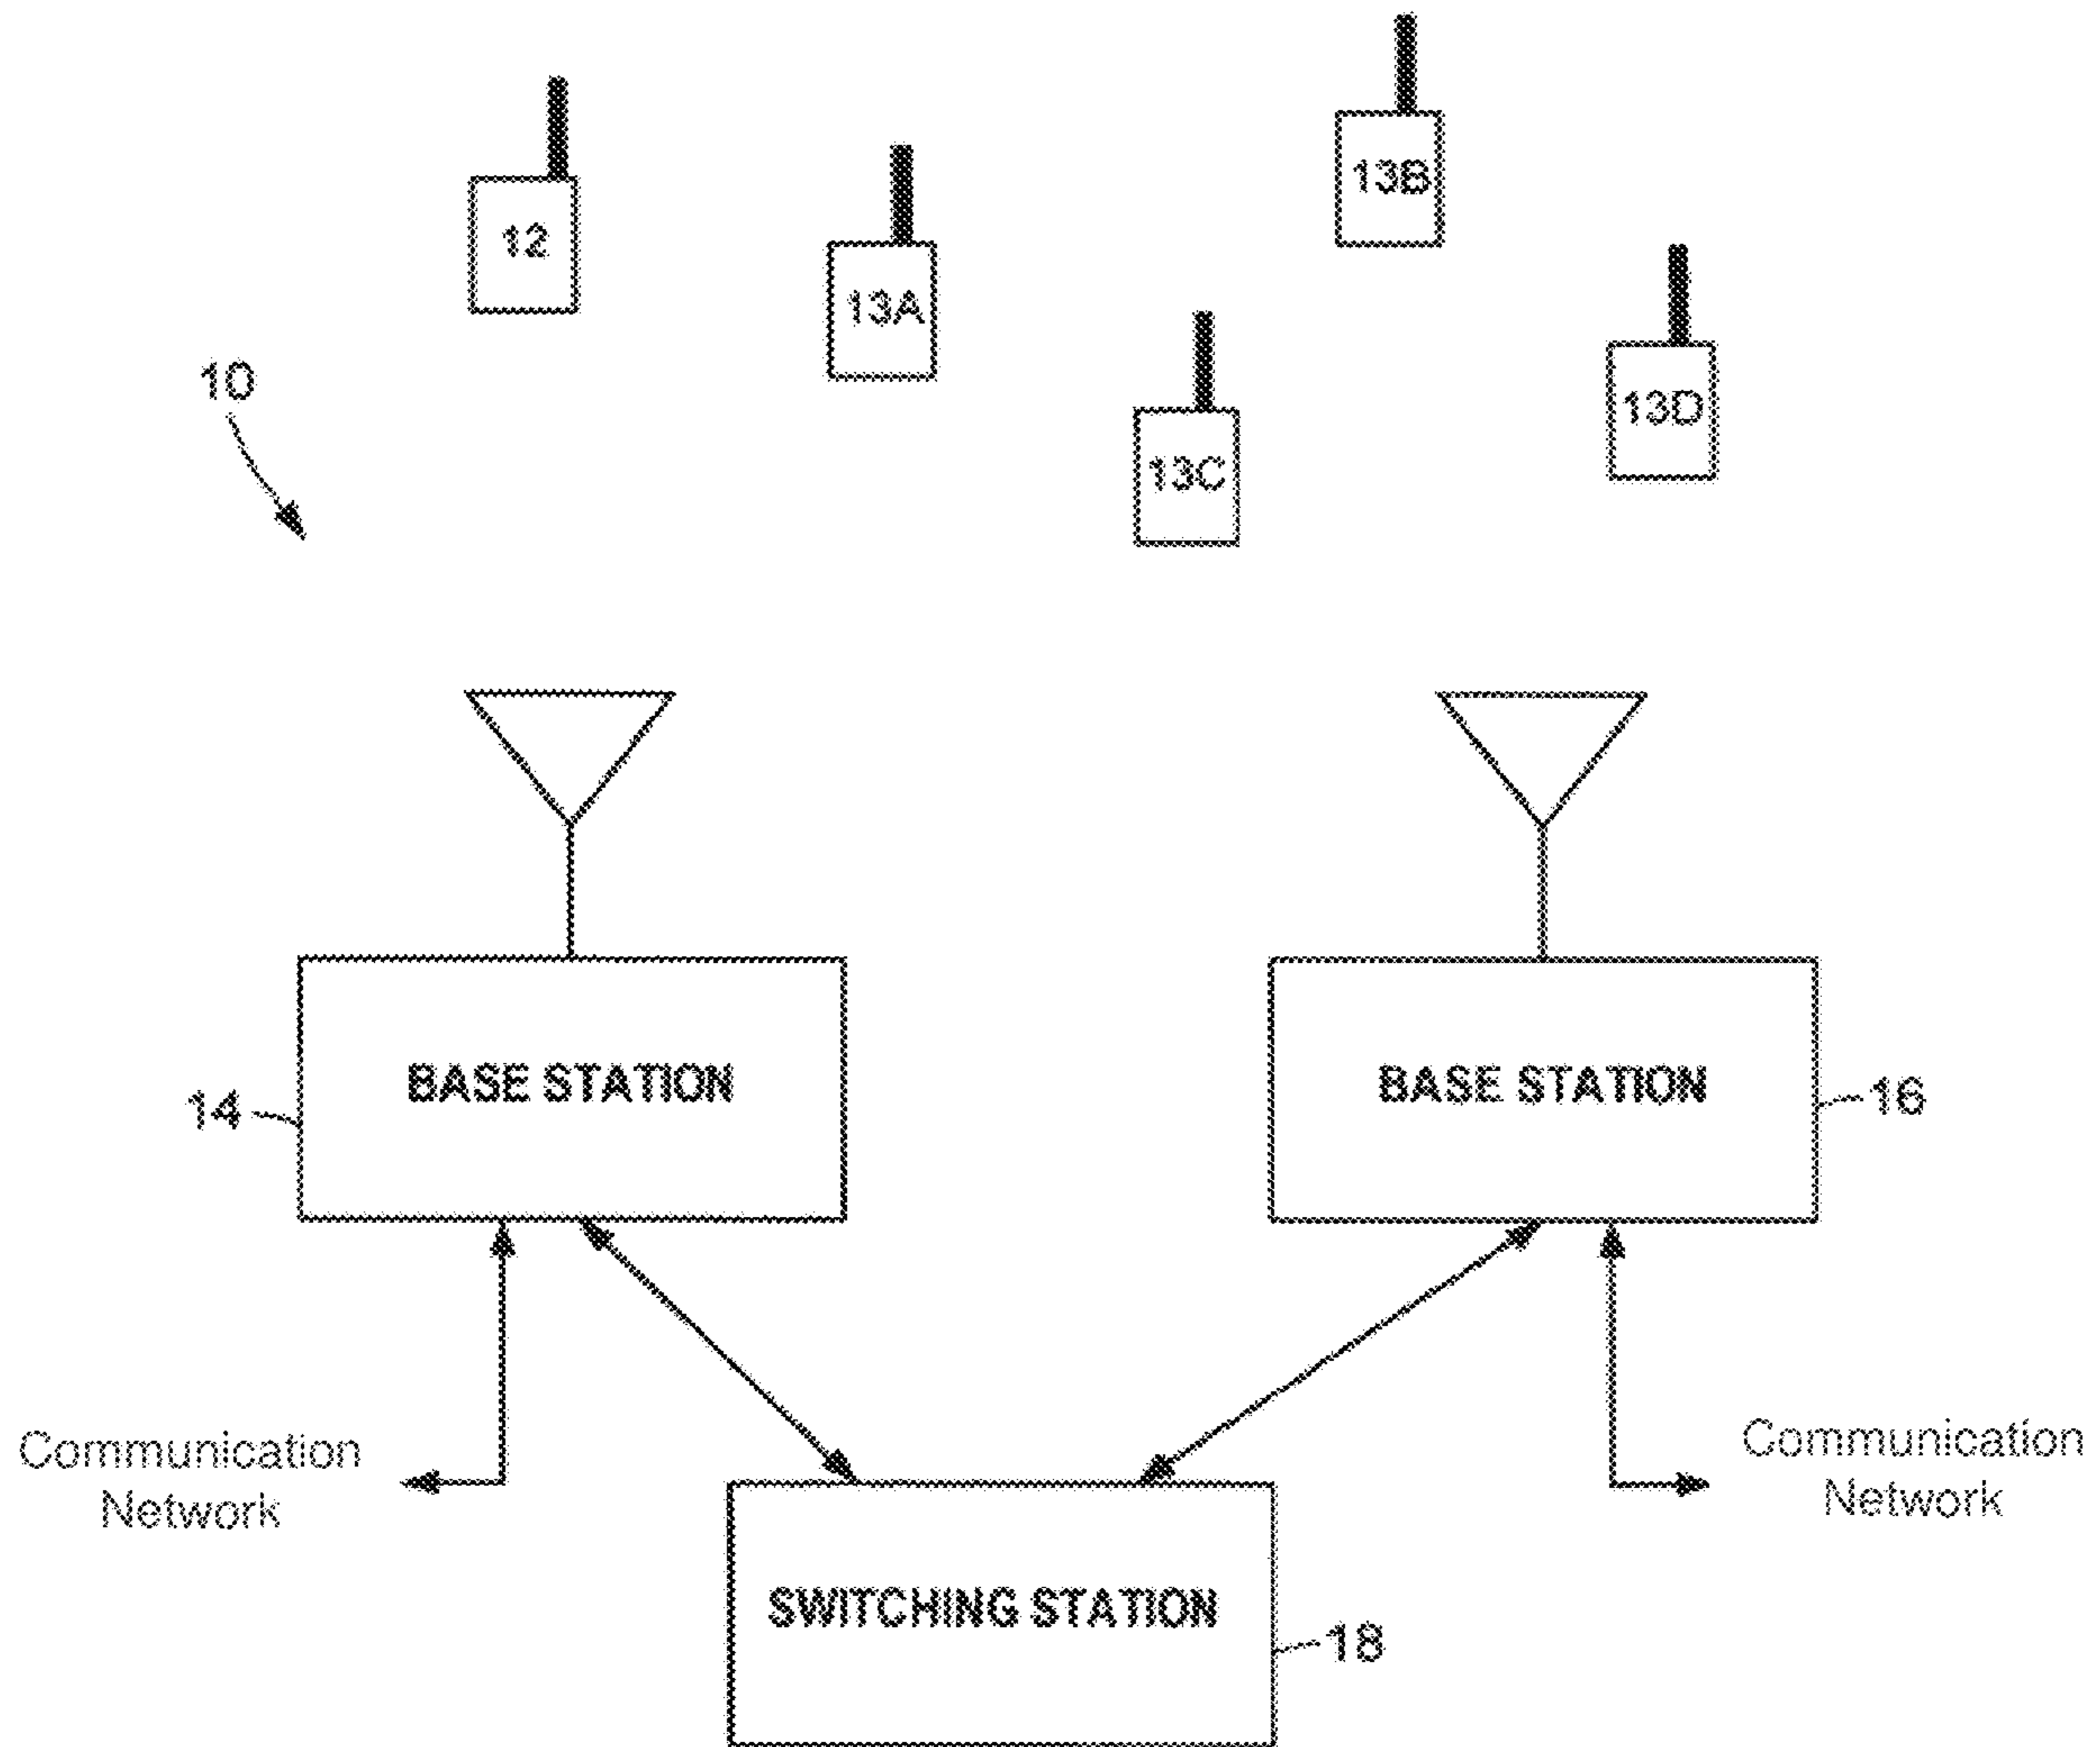 13B
12
13A
10
13D
13C
BASE STATION
BASE STATION
14
16
Communication
Network
Communication
Network
SWITCHING STATION
18